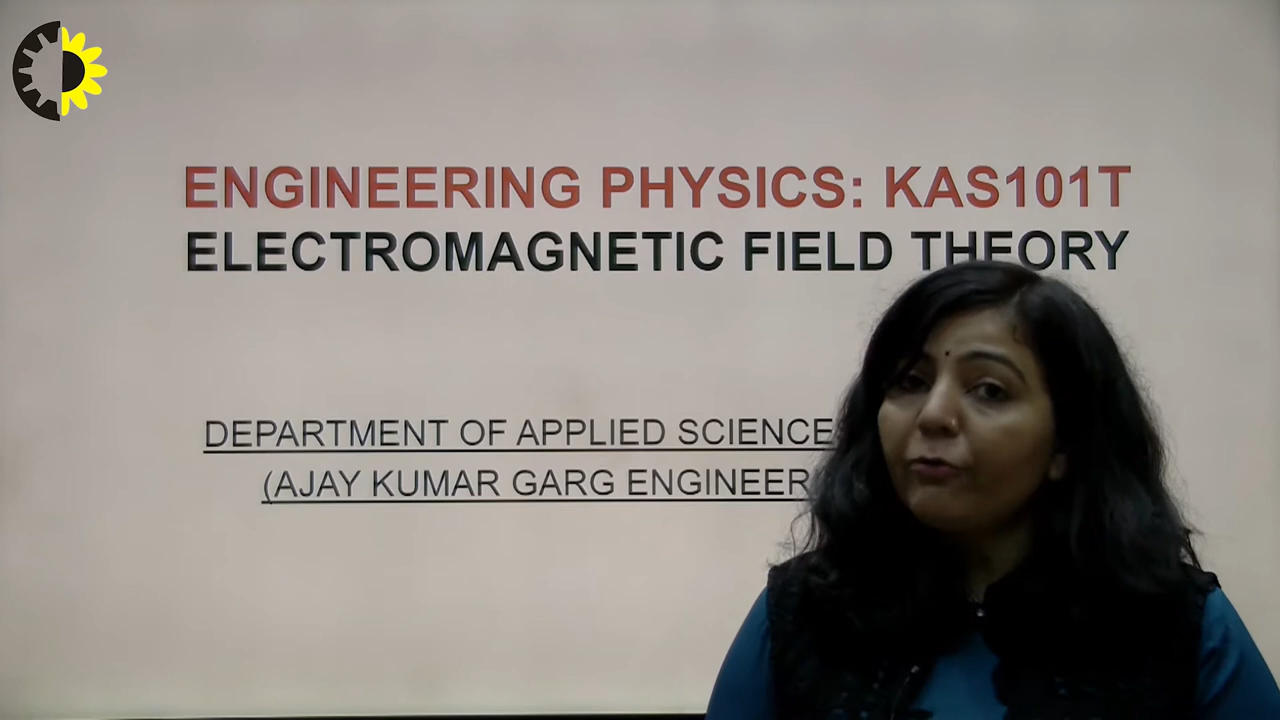 ENGINEERING PHYSICS: KAS101T
ELECTROMAGNETIC FIELD THEORY
DEPARTMENT OF APPLIED SCIENCE
(AJAY KUMAR GARG ENGINEER